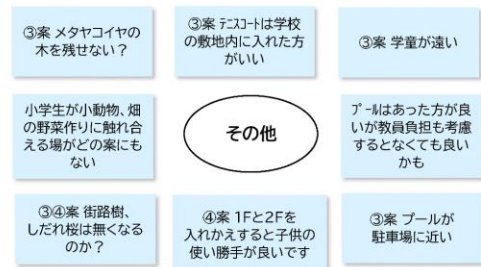 ③案 メタヤコイヤの
木を残せない？
③案 テニスコートは学校
の敷地内に入れた方
がいい
③案 学童が遠い
小学生が小動物、畑
の野菜作りに触れ合
える場がどの案にも
ない
その他
プールはあった方が良
いが教員負担も考慮
するとなくても良い
かも
③④案 街路樹、
しだれ桜は無くなる
のか？
④案 1Fと2Fを
入れかえすると子供の
使い勝手が良いです
③案 プールが
駐車場に近い